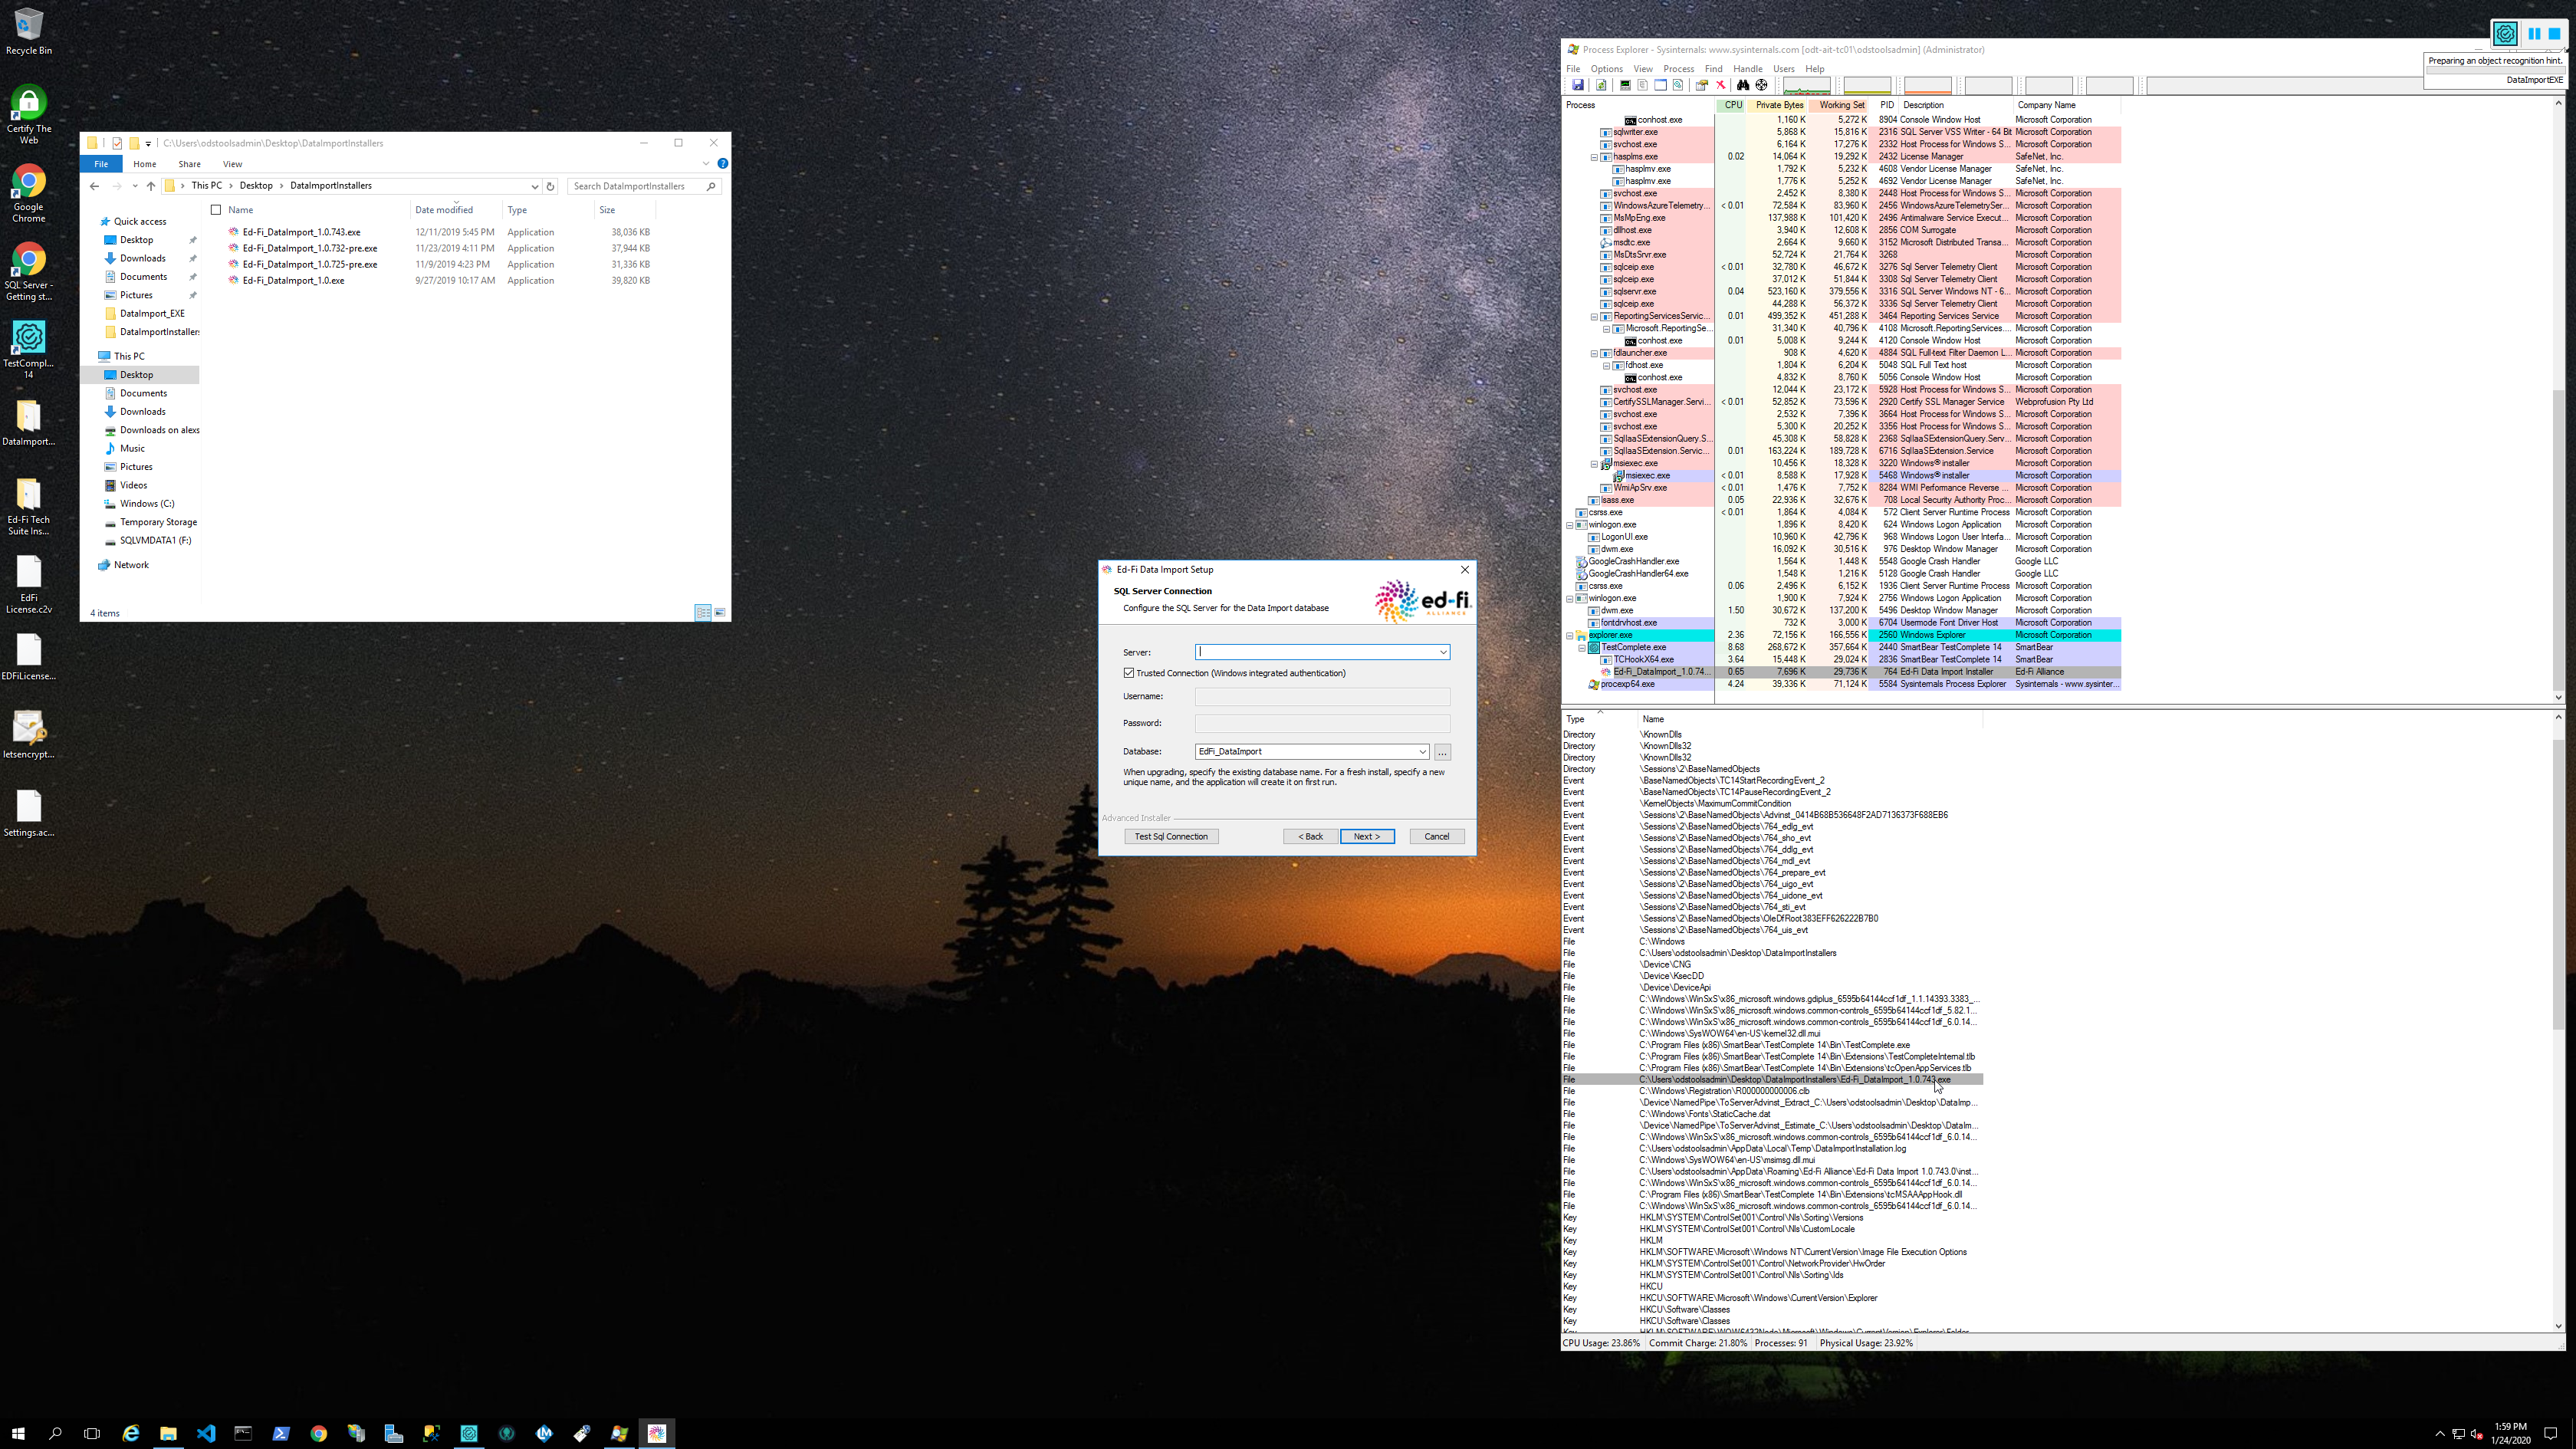 Recycle Bin
Certify The
Web
Google
Chrome
SQL Server -
Getting st...
TestCompl...
14
DataImport...
Ed-Fi Tech
Suite Ins...
EdFi
License.c2v
EDFiLicense...
letsencrypt...
Settings.ac...
C:\Users\odstoolsadmin\Desktop\DataImportInstallers
File Home Share View
This PC > Desktop > DataImportInstallers
Search DataImportInstallers
Name Date modified Type Size
Ed-Fi_DataImport_1.0.743.exe 12/11/2019 5:45 PM Application 38,036 KB
Ed-Fi_DataImport_1.0.732-pre.exe 11/23/2019 4:11 PM Application 37,944 KB
Ed-Fi_DataImport_1.0.725-pre.exe 11/9/2019 4:23 PM Application 31,336 KB
Ed-Fi_DataImport_1.0.exe 9/27/2019 10:17 AM Application 39,820 KB
Quick access
Desktop
Downloads
Documents
Pictures
DataImport_EXE
DataImportInstallers
This PC
Desktop
Documents
Downloads
Downloads on alexs
Music
Pictures
Videos
Windows (C:)
Temporary Storage
SQLVMDATA1 (F:)
Network
4 items
Ed-Fi Data Import Setup
SQL Server Connection
Configure the SQL Server for the Data Import database
ed-fi
ALLIANCE
Server:
Trusted Connection (Windows integrated authentication)
Username:
Password:
Database: EdFi_DataImport ...
When upgrading, specify the existing database name. For a fresh install, specify a new
unique name, and the application will create it on first run.
Advanced Installer
Test Sql Connection < Back Next > Cancel
Process Explorer - Sysinternals: www.sysinternals.com [odt-ait-tc01\odstoolsadmin] (Administrator)
File Options View Process Find Handle Users Help
Preparing an object recognition hint.
DataImportEXE
Process CPU Private Bytes Working Set PID Description Company Name
conhost.exe 1,160 K 5,272 K 8904 Console Window Host Microsoft Corporation
sqlwriter.exe 5,868 K 15,816 K 2316 SQL Server VSS Writer - 64 Bit Microsoft Corporation
svchost.exe 6,164 K 17,276 K 2332 Host Process for Windows S... Microsoft Corporation
hasplms.exe 0.02 14,064 K 19,292 K 2432 License Manager SafeNet, Inc.
hasplmv.exe 1,792 K 5,232 K 4608 Vendor License Manager SafeNet, Inc.
hasplmv.exe 1,776 K 5,252 K 4692 Vendor License Manager SafeNet, Inc.
svchost.exe 2,452 K 8,380 K 2448 Host Process for Windows S... Microsoft Corporation
WindowsAzureTelemetry... < 0.01 72,584 K 83,960 K 2456 WindowsAzureTelemetrySer... Microsoft Corporation
MsMpEng.exe 137,988 K 101,420 K 2496 Antimalware Service Execut... Microsoft Corporation
dllhost.exe 3,940 K 12,608 K 2856 COM Surrogate Microsoft Corporation
msdtc.exe 2,664 K 9,660 K 3152 Microsoft Distributed Transa... Microsoft Corporation
MsDtsSrvr.exe 52,724 K 21,764 K 3268 Microsoft Corporation
sqlceip.exe < 0.01 32,780 K 46,672 K 3276 Sql Server Telemetry Client Microsoft Corporation
sqlceip.exe 37,012 K 51,844 K 3308 Sql Server Telemetry Client Microsoft Corporation
sqlservr.exe 0.04 523,160 K 379,556 K 3316 SQL Server Windows NT - 6... Microsoft Corporation
sqlceip.exe 44,288 K 56,372 K 3336 Sql Server Telemetry Client Microsoft Corporation
ReportingServicesServic... 0.01 499,352 K 451,288 K 3464 Reporting Services Service Microsoft Corporation
Microsoft.ReportingSe... 31,340 K 40,796 K 4108 Microsoft.ReportingServices.... Microsoft Corporation
conhost.exe 0.01 5,008 K 9,244 K 4120 Console Window Host Microsoft Corporation
fdlauncher.exe 908 K 4,620 K 4884 SQL Full-text Filter Daemon L... Microsoft Corporation
fdhost.exe 1,804 K 6,204 K 5048 SQL Full Text host Microsoft Corporation
conhost.exe 4,832 K 8,760 K 5056 Console Window Host Microsoft Corporation
svchost.exe 12,044 K 23,172 K 5928 Host Process for Windows S... Microsoft Corporation
CertifySSLManager.Servi... < 0.01 52,852 K 73,596 K 2920 Certify SSL Manager Service Webprofusion Pty Ltd
svchost.exe 2,532 K 7,396 K 3664 Host Process for Windows S... Microsoft Corporation
svchost.exe 5,300 K 20,252 K 3356 Host Process for Windows S... Microsoft Corporation
SqlIaaSExtensionQuery.S... 45,308 K 58,828 K 2368 SqlIaaSExtensionQuery.Serv... Microsoft Corporation
SqlIaaSExtension.Servic... 0.01 163,224 K 189,728 K 6716 SqlIaaSExtension.Service Microsoft Corporation
msiexec.exe 10,456 K 18,328 K 3220 Windows® installer Microsoft Corporation
msiexec.exe < 0.01 8,588 K 17,928 K 5468 Windows® installer Microsoft Corporation
WmiApSrv.exe < 0.01 1,476 K 7,752 K 8284 WMI Performance Reverse ... Microsoft Corporation
lsass.exe 0.05 22,936 K 32,676 K 708 Local Security Authority Proc... Microsoft Corporation
csrss.exe < 0.01 1,864 K 4,084 K 572 Client Server Runtime Process Microsoft Corporation
winlogon.exe 1,896 K 8,420 K 624 Windows Logon Application Microsoft Corporation
LogonUI.exe 10,960 K 42,796 K 968 Windows Logon User Interfa... Microsoft Corporation
dwm.exe 16,092 K 30,516 K 976 Desktop Window Manager Microsoft Corporation
GoogleCrashHandler.exe 1,564 K 1,448 K 5548 Google Crash Handler Google LLC
GoogleCrashHandler64.exe 1,548 K 1,216 K 5128 Google Crash Handler Google LLC
csrss.exe 0.06 2,496 K 6,152 K 1936 Client Server Runtime Process Microsoft Corporation
winlogon.exe 1,900 K 7,924 K 2756 Windows Logon Application Microsoft Corporation
dwm.exe 1.50 30,672 K 137,200 K 5496 Desktop Window Manager Microsoft Corporation
fontdrvhost.exe 732 K 3,000 K 6704 Usermode Font Driver Host Microsoft Corporation
explorer.exe 2.36 72,156 K 166,556 K 2560 Windows Explorer Microsoft Corporation
TestComplete.exe 8.68 268,672 K 357,664 K 2440 SmartBear TestComplete 14 SmartBear
TCHookX64.exe 3.64 15,448 K 29,024 K 2836 SmartBear TestComplete 14 SmartBear
Ed-Fi_DataImport_1.0.74... 0.65 7,696 K 29,736 K 764 Ed-Fi Data Import Installer Ed-Fi Alliance
procexp64.exe 4.24 39,336 K 71,124 K 5584 Sysinternals Process Explorer Sysinternals - www.sysinter...
Type Name
Directory \KnownDlls
Directory \KnownDlls32
Directory \KnownDlls32
Directory \Sessions\2\BaseNamedObjects
Event \BaseNamedObjects\TC14StartRecordingEvent_2
Event \BaseNamedObjects\TC14PauseRecordingEvent_2
Event \KernelObjects\MaximumCommitCondition
Event \Sessions\2\BaseNamedObjects\Advinst_0414B68B536648F2AD7136373F688EB6
Event \Sessions\2\BaseNamedObjects\764_edlg_evt
Event \Sessions\2\BaseNamedObjects\764_sho_evt
Event \Sessions\2\BaseNamedObjects\764_ddlg_evt
Event \Sessions\2\BaseNamedObjects\764_mdl_evt
Event \Sessions\2\BaseNamedObjects\764_prepare_evt
Event \Sessions\2\BaseNamedObjects\764_uigo_evt
Event \Sessions\2\BaseNamedObjects\764_uidone_evt
Event \Sessions\2\BaseNamedObjects\764_sti_evt
Event \Sessions\2\BaseNamedObjects\OleDfRoot383EFF626222B7B0
Event \Sessions\2\BaseNamedObjects\764_uis_evt
File C:\Windows
File C:\Users\odstoolsadmin\Desktop\DataImportInstallers
File \Device\CNG
File \Device\KsecDD
File \Device\DeviceApi
File C:\Windows\WinSxS\x86_microsoft.windows.gdiplus_6595b64144ccf1df_1.1.14393.3383_...
File C:\Windows\WinSxS\x86_microsoft.windows.common-controls_6595b64144ccf1df_5.82.1...
File C:\Windows\WinSxS\x86_microsoft.windows.common-controls_6595b64144ccf1df_6.0.14...
File C:\Windows\SysWOW64\en-US\kernel32.dll.mui
File C:\Program Files (x86)\SmartBear\TestComplete 14\Bin\TestComplete.exe
File C:\Program Files (x86)\SmartBear\TestComplete 14\Bin\Extensions\TestCompleteInternal.tlb
File C:\Program Files (x86)\SmartBear\TestComplete 14\Bin\Extensions\tcOpenAppServices.tlb
File C:\Users\odstoolsadmin\Desktop\DataImportInstallers\Ed-Fi_DataImport_1.0.743.exe
File C:\Windows\Registration\R000000000006.clb
File \Device\NamedPipe\ToServerAdvinst_Extract_C:\Users\odstoolsadmin\Desktop\DataImp...
File C:\Windows\Fonts\StaticCache.dat
File \Device\NamedPipe\ToServerAdvinst_Estimate_C:\Users\odstoolsadmin\Desktop\DataIm...
File C:\Windows\WinSxS\x86_microsoft.windows.common-controls_6595b64144ccf1df_6.0.14...
File C:\Users\odstoolsadmin\AppData\Local\Temp\DataImportInstallation.log
File C:\Windows\SysWOW64\en-US\msimsg.dll.mui
File C:\Users\odstoolsadmin\AppData\Roaming\Ed-Fi Alliance\Ed-Fi Data Import 1.0.743.0\inst...
File C:\Windows\WinSxS\x86_microsoft.windows.common-controls_6595b64144ccf1df_6.0.14...
File C:\Program Files (x86)\SmartBear\TestComplete 14\Bin\Extensions\tcMSAAAppHook.dll
File C:\Windows\WinSxS\x86_microsoft.windows.common-controls_6595b64144ccf1df_6.0.14...
Key HKLM\SYSTEM\ControlSet001\Control\Nls\Sorting\Versions
Key HKLM\SYSTEM\ControlSet001\Control\Nls\CustomLocale
Key HKLM
Key HKLM\SOFTWARE\Microsoft\Windows NT\CurrentVersion\Image File Execution Options
Key HKLM\SYSTEM\ControlSet001\Control\NetworkProvider\HwOrder
Key HKLM\SYSTEM\ControlSet001\Control\Nls\Sorting\Ids
Key HKCU
Key HKCU\SOFTWARE\Microsoft\Windows\CurrentVersion\Explorer
Key HKCU\Software\Classes
Key HKCU\Software\Classes
Key HKLM\SOFTWARE\WOW6432Node\Microsoft\Windows\CurrentVersion\Explorer\Folder...
CPU Usage: 23.86% Commit Charge: 21.80% Processes: 91 Physical Usage: 23.92%
1:59 PM
1/24/2020